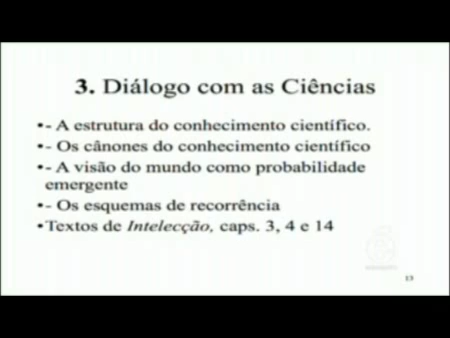 3. Diálogo com as Ciências
•- A estrutura do conhecimento científico.
•- Os cânones do conhecimento científico
•- A visão do mundo como probabilidade
emergente
•- Os esquemas de recorrência
•Textos de Intelecção, caps. 3, 4 e 14
13